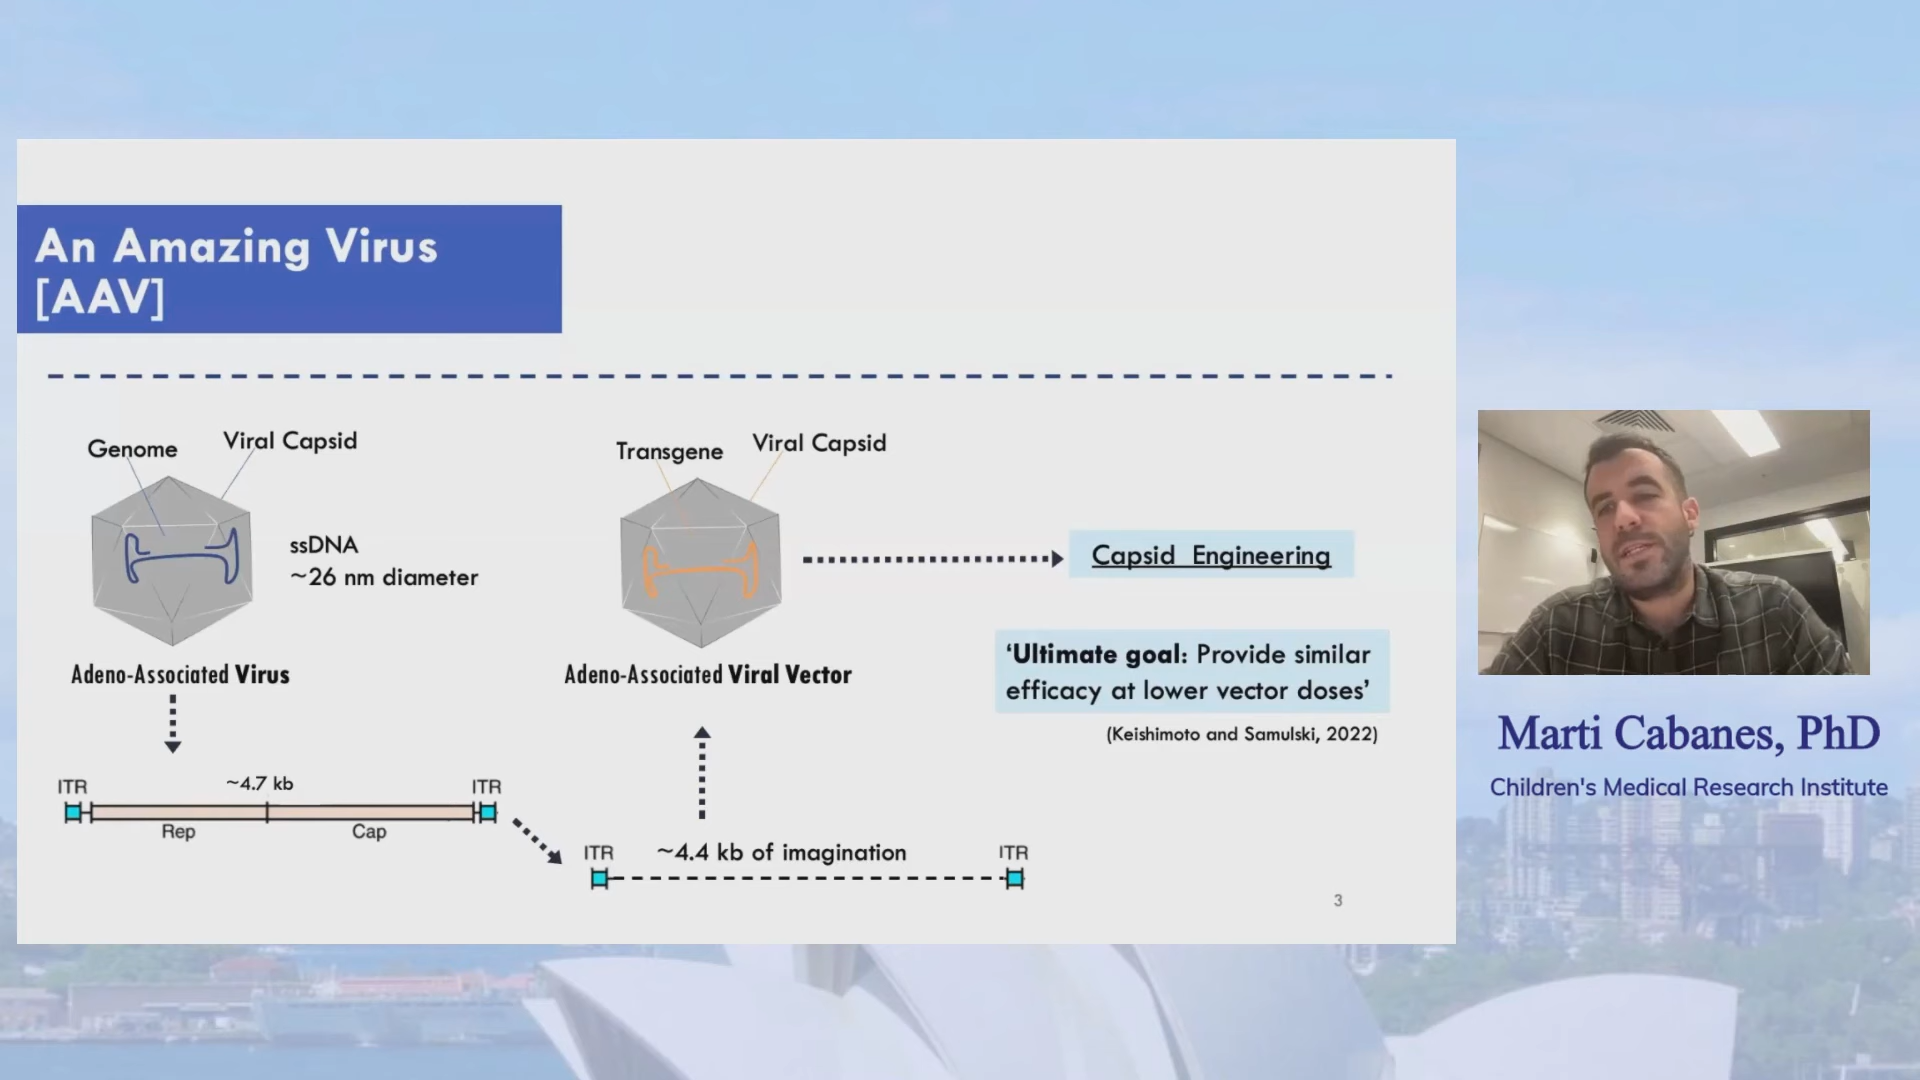 An Amazing Virus
[AAV]
Genome
Viral Capsid
ssDNA
~26 nm diameter
Adeno-Associated Virus
Transgene
Viral Capsid
Adeno-Associated Viral Vector
Capsid Engineering
‘Ultimate goal: Provide similar
efficacy at lower vector doses’
(Keishimoto and Samulski, 2022)
ITR
~4.7 kb
ITR
Rep
Cap
ITR
~4.4 kb of imagination
ITR
3
Marti Cabanes, PhD
Children's Medical Research Institute